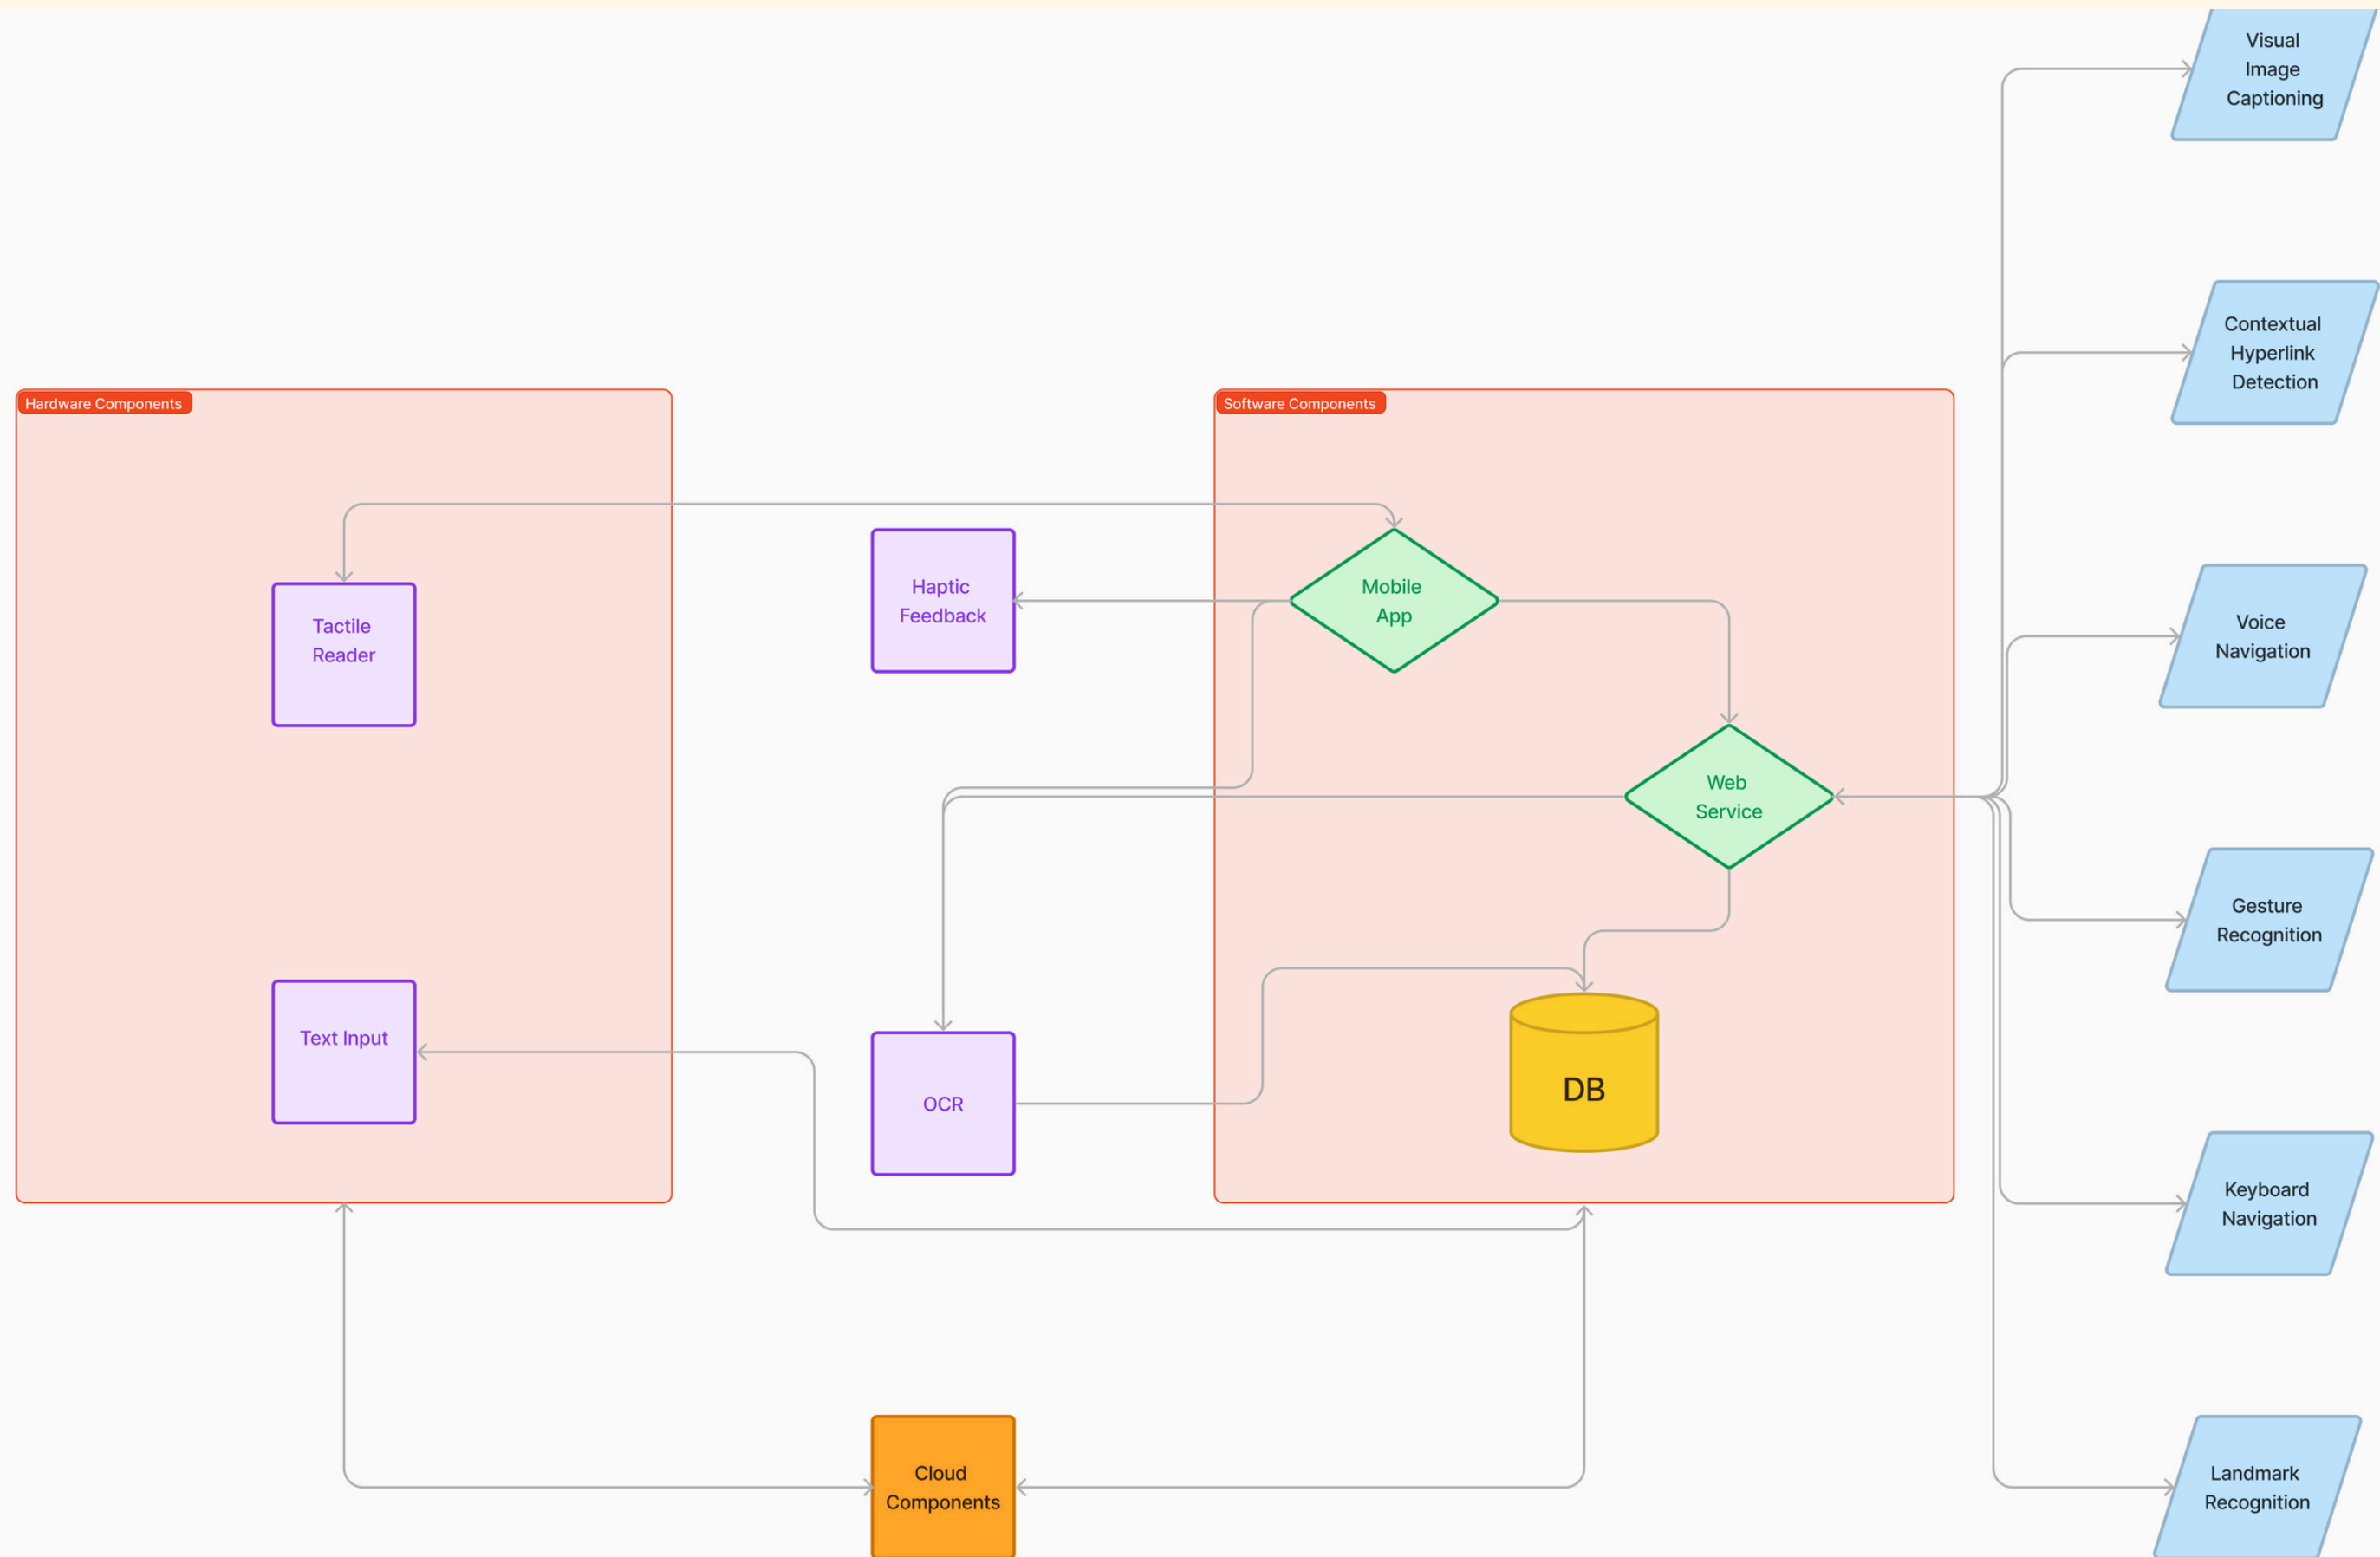 Visual
Image
Captioning
Contextual
Hyperlink
Detection
Hardware Components
Software Components
Haptic
Feedback
Mobile
App
Tactile
Reader
Voice
Navigation
Web
Service
Gesture
Recognition
Text Input
OCR
DB
Keyboard
Navigation
Cloud
Components
Landmark
Recognition